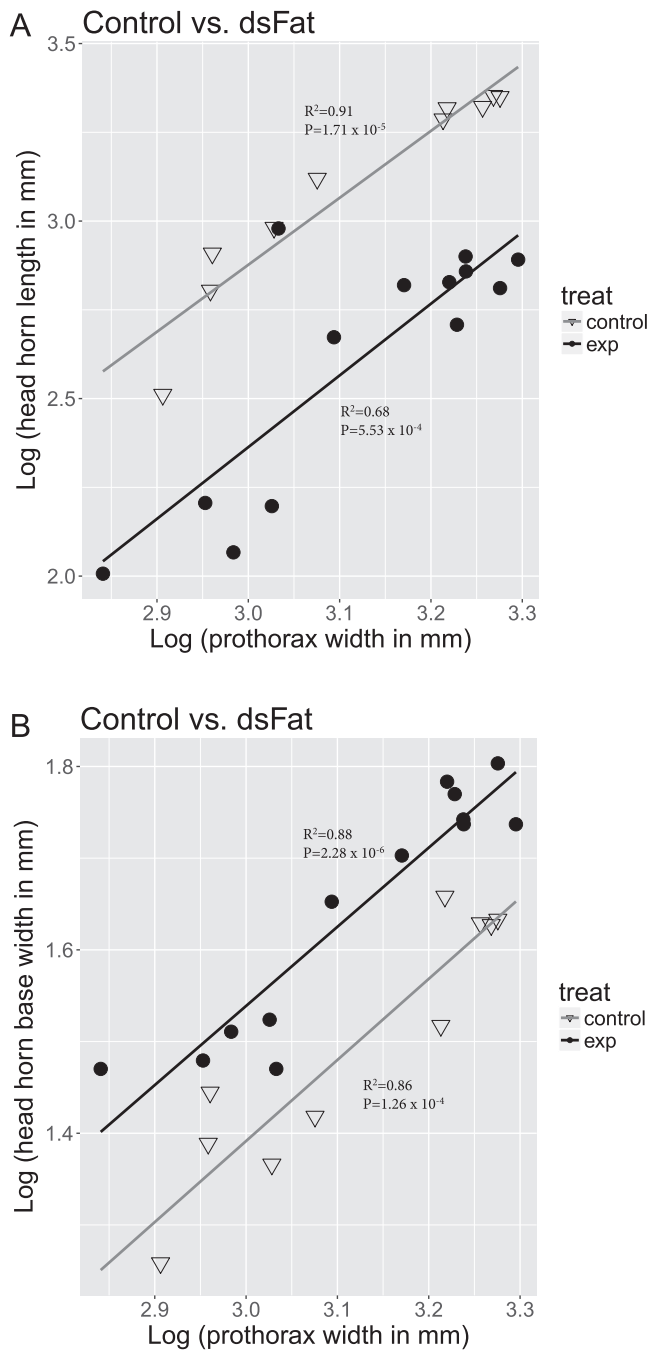 A
Control vs. dsFat
3.5
3.0
2.5
2.0
Log (head horn length in mm)
R²=0.91
P=1.71 x 10⁻⁵
R²=0.68
P=5.53 x 10⁻⁴
treat
control
exp
2.9 3.0 3.1 3.2 3.3
Log (prothorax width in mm)
B
Control vs. dsFat
1.8
1.6
1.4
Log (head horn base width in mm)
R²=0.88
P=2.28 x 10⁻⁶
R²=0.86
P=1.26 x 10⁻⁴
treat
control
exp
2.9 3.0 3.1 3.2 3.3
Log (prothorax width in mm)